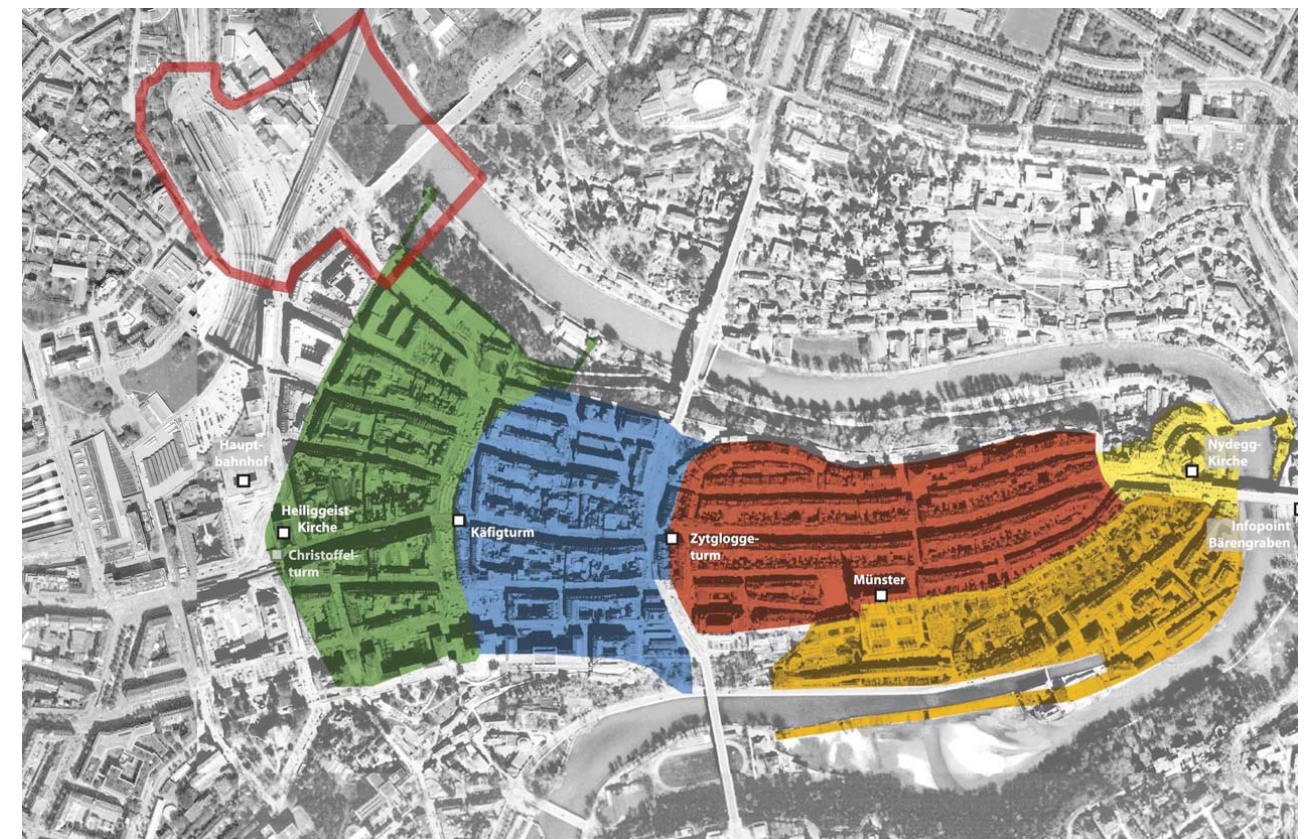 Haupt-
bahnhof
Heiliggeist-
Kirche
Christoffel-
turm
Käfigturm
Zytglogge-
turm
Münster
Nydegg-
Kirche
Infopoint
Bärengraben